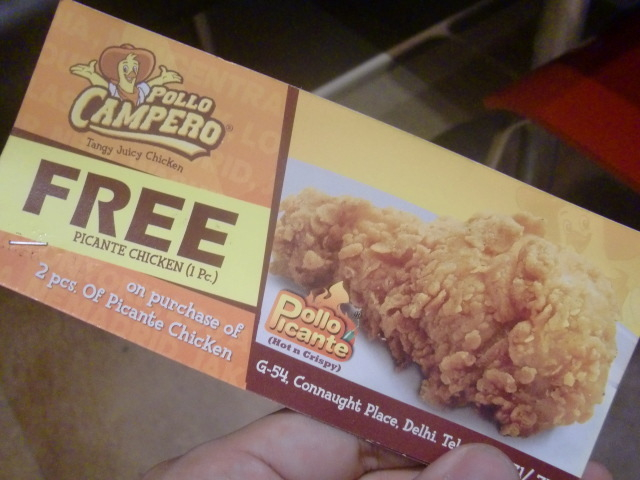 POLLO
CAMPERO®
Tangy Juicy Chicken
FREE
PICANTE CHICKEN (1 Pc.)
on purchase of
2 pcs. Of Picante Chicken
Pollo
Picante
(Hot n Crispy)
G-54, Connaught Place, Delhi.